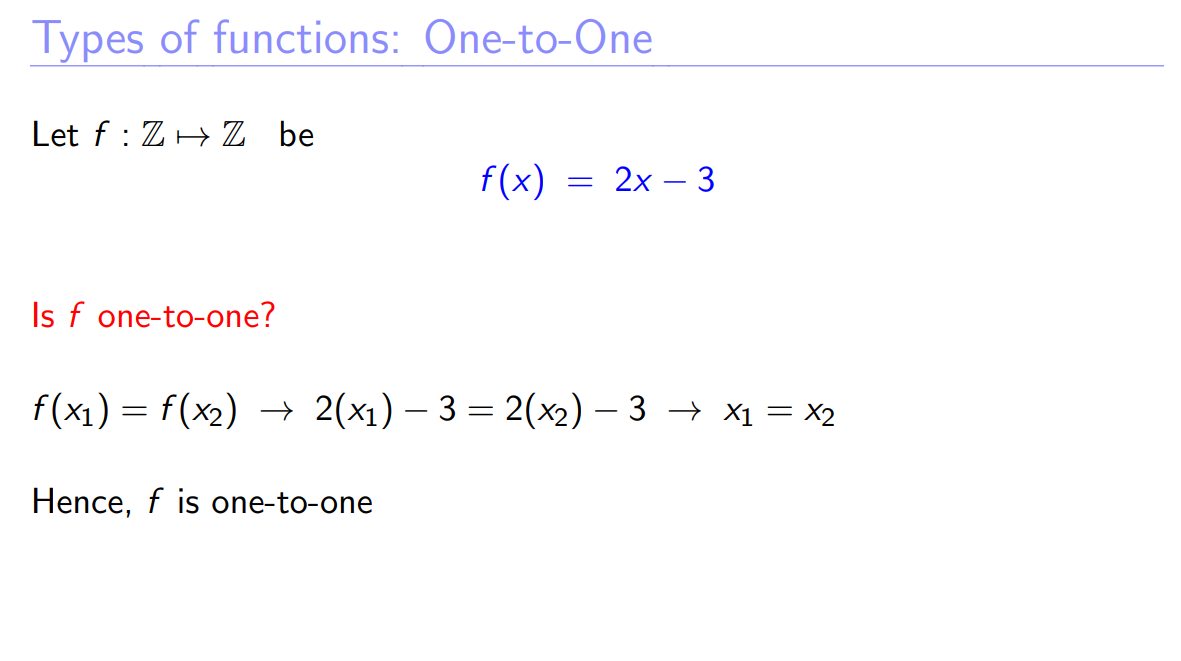 Types of functions: One-to-One
Let f : ℤ ↦ ℤ be
f(x) = 2x − 3
Is f one-to-one?
f(x₁) = f(x₂) → 2(x₁) − 3 = 2(x₂) − 3 → x₁ = x₂
Hence, f is one-to-one